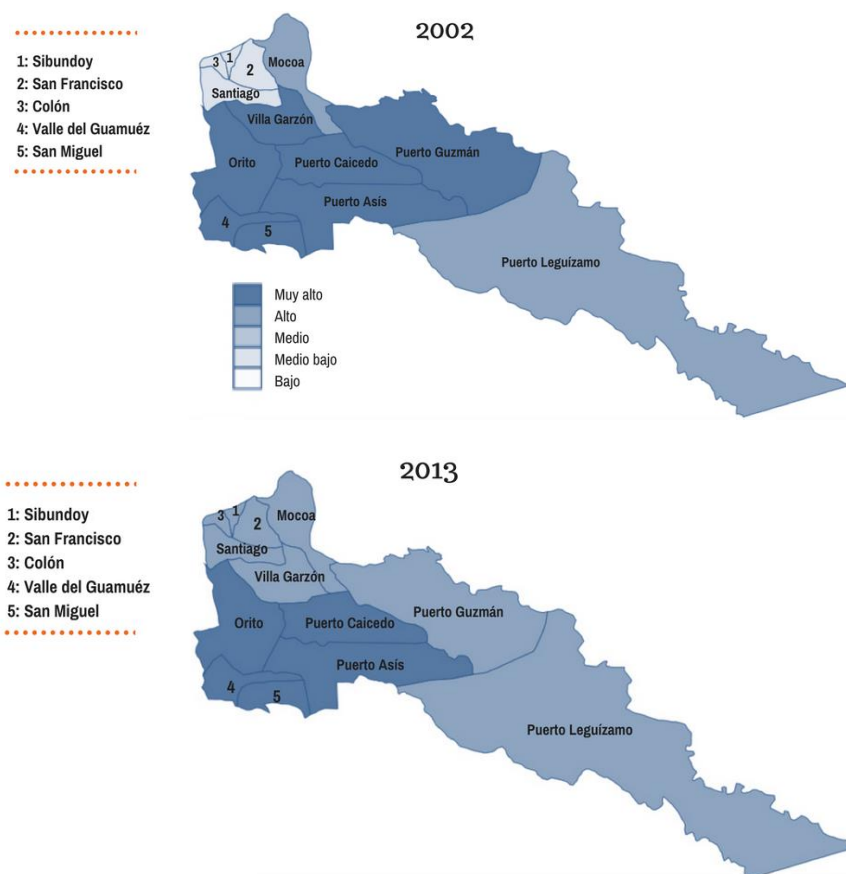 2002
1: Sibundoy
2: San Francisco
3: Colón
4: Valle del Guamuéz
5: San Miguel
3
1
2
Mocoa
Santiago
Villa Garzón
Orito
Puerto Caicedo
Puerto Guzmán
Puerto Asís
4
5
Puerto Leguízamo
Muy alto
Alto
Medio
Medio bajo
Bajo
2013
1: Sibundoy
2: San Francisco
3: Colón
4: Valle del Guamuéz
5: San Miguel
3
1
2
Mocoa
Santiago
Villa Garzón
Puerto Guzmán
Orito
Puerto Caicedo
Puerto Asís
4
5
Puerto Leguízamo